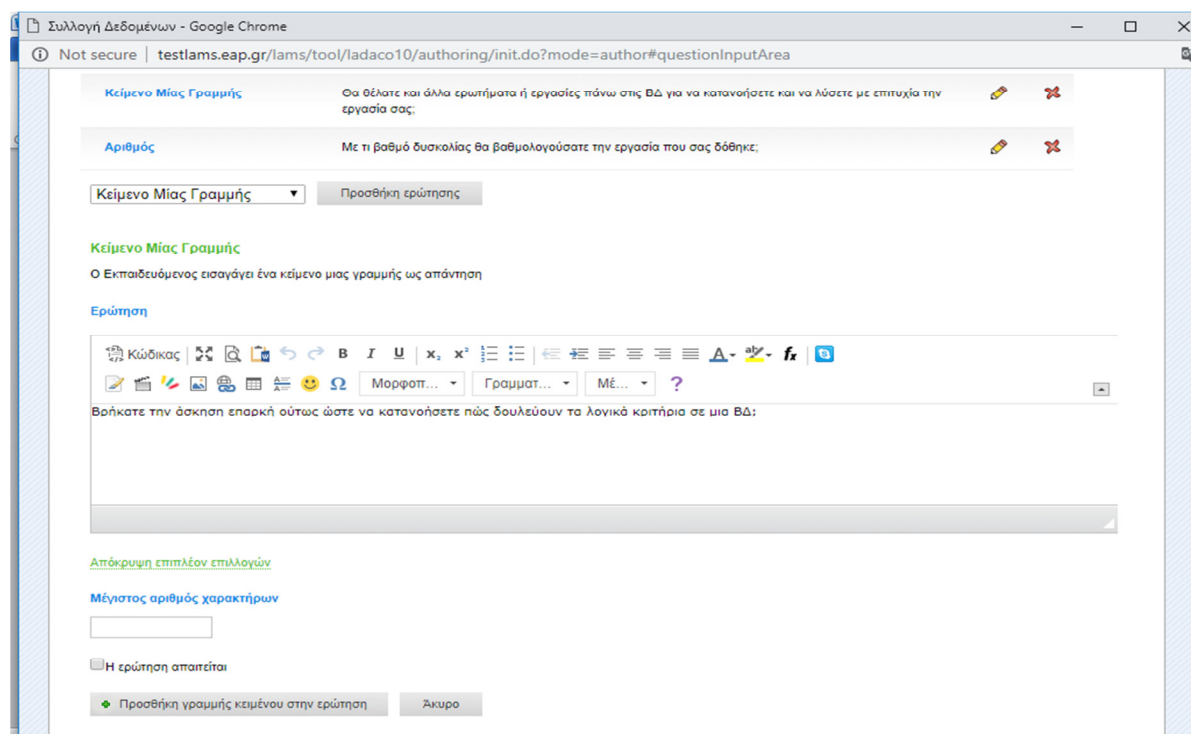 Συλλογή Δεδομένων - Google Chrome
Not secure | testlams.eap.gr/lams/tool/ladaco10/authoring/init.do?mode=author#questionInputArea
Κείμενο Μίας Γραμμής Θα θέλατε και άλλα ερωτήματα ή εργασίες πάνω στις ΒΔ για να κατανοήσετε και να λύσετε με επιτυχία την
εργασία σας;
Αριθμός Με τι βαθμό δυσκολίας θα βαθμολογούσατε την εργασία που σας δόθηκε;
Κείμενο Μίας Γραμμής Προσθήκη ερώτησης
Κείμενο Μίας Γραμμής
Ο Εκπαιδευόμενος εισαγάγει ένα κείμενο μιας γραμμής ως απάντηση
Ερώτηση
Κώδικας B I U x₂ x² A aby fx
Ω Μορφοπ... Γραμματ... Μέ... ?
Βρήκατε την άσκηση επαρκή ούτως ώστε να κατανοήσετε πώς δουλεύουν τα λογικά κριτήρια σε μια ΒΔ;
Απόκρυψη επιπλέον επιλλογών
Μέγιστος αριθμός χαρακτήρων
Η ερώτηση απαιτείται
Προσθήκη γραμμής κειμένου στην ερώτηση Άκυρο